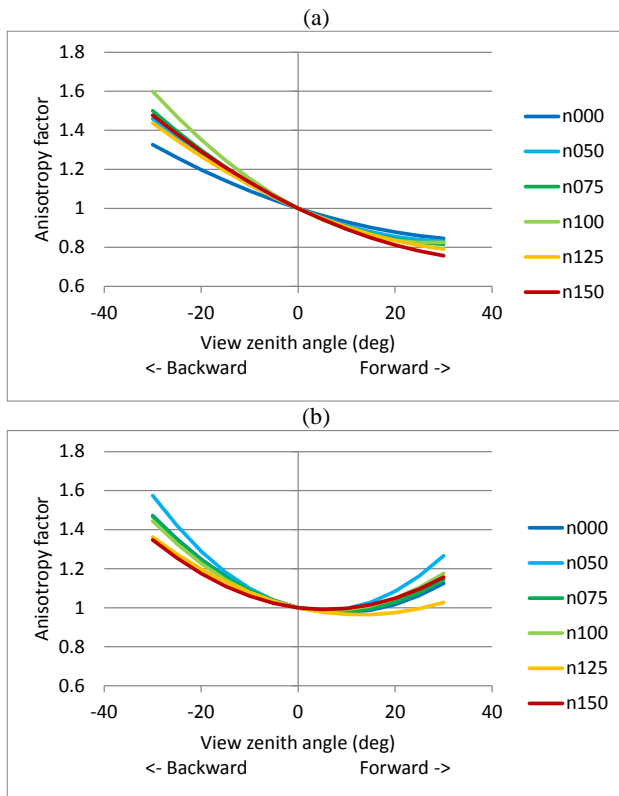 (a)
1.8
1.6
1.4
1.2
1
0.8
0.6
Anisotropy factor
-40 -20 0 20 40
View zenith angle (deg)
<- Backward Forward ->
n000
n050
n075
n100
n125
n150
(b)
1.8
1.6
1.4
1.2
1
0.8
0.6
Anisotropy factor
-40 -20 0 20 40
View zenith angle (deg)
<- Backward Forward ->
n000
n050
n075
n100
n125
n150